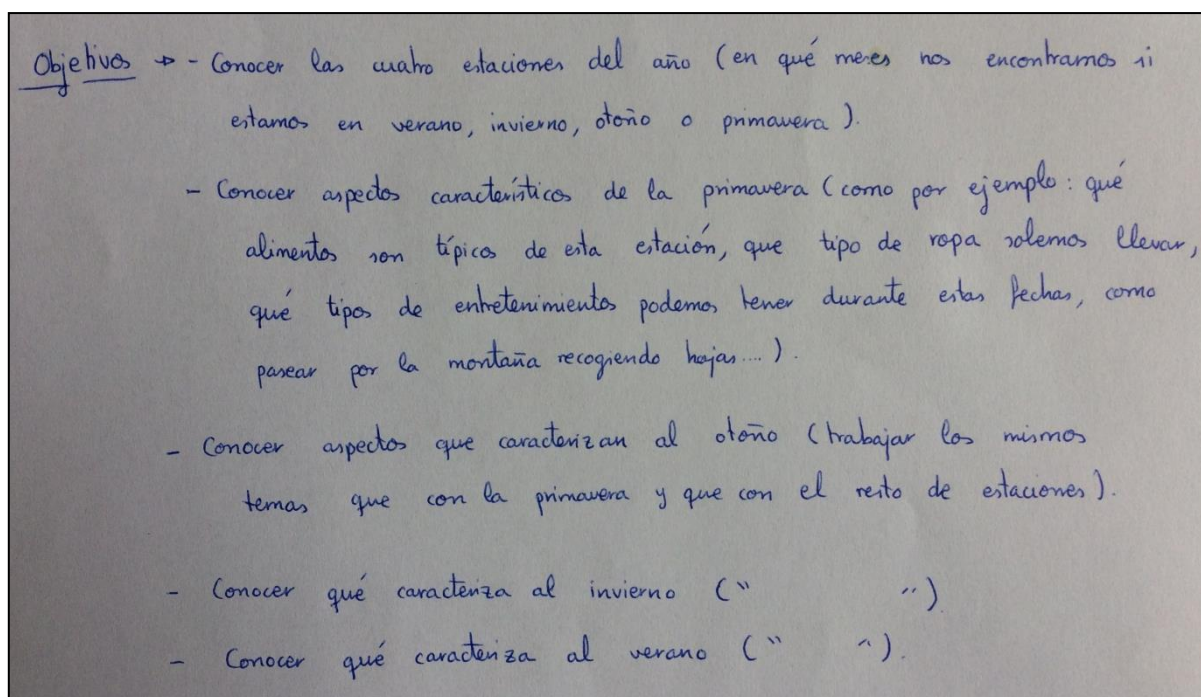 Objetivos → - Conocer las cuatro estaciones del año (en qué meses nos encontramos si
estamos en verano, invierno, otoño o primavera).
- Conocer aspectos característicos de la primavera (como por ejemplo: qué
alimentos son típicos de esta estación, que tipo de ropa solemos llevar,
qué tipos de entretenimientos podemos tener durante estas fechas, como
pasear por la montaña recogiendo hojas....).
- Conocer aspectos que caracterizan al otoño (trabajar los mismos
temas que con la primavera y que con el resto de estaciones).
- Conocer qué caracteriza al invierno (" ")
- Conocer qué caracteriza al verano (" ").